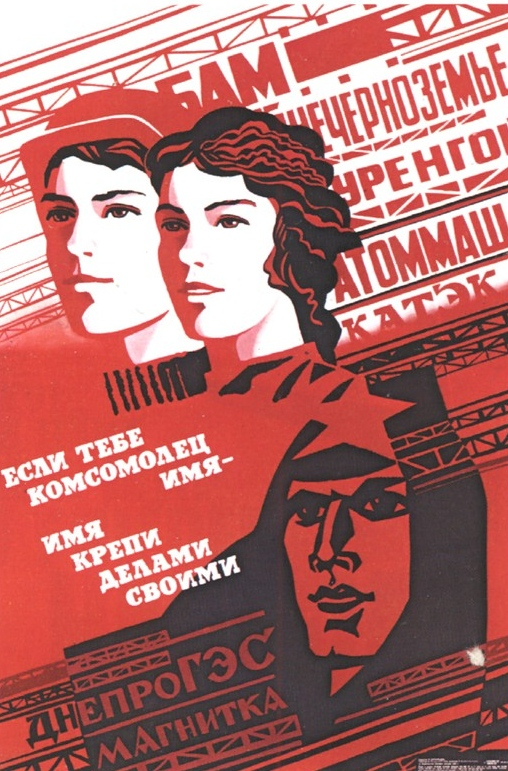 БАМ
НЕЧЕРНОЗЕМЬЕ
УРЕНГОЙ
АТОММАШ
КАТЭК
ЕСЛИ ТЕБЕ
КОМСОМОЛЕЦ
ИМЯ-
ИМЯ
КРЕПИ
ДЕЛАМИ
СВОИМИ
ДНЕПРОГЭС
МАГНИТКА